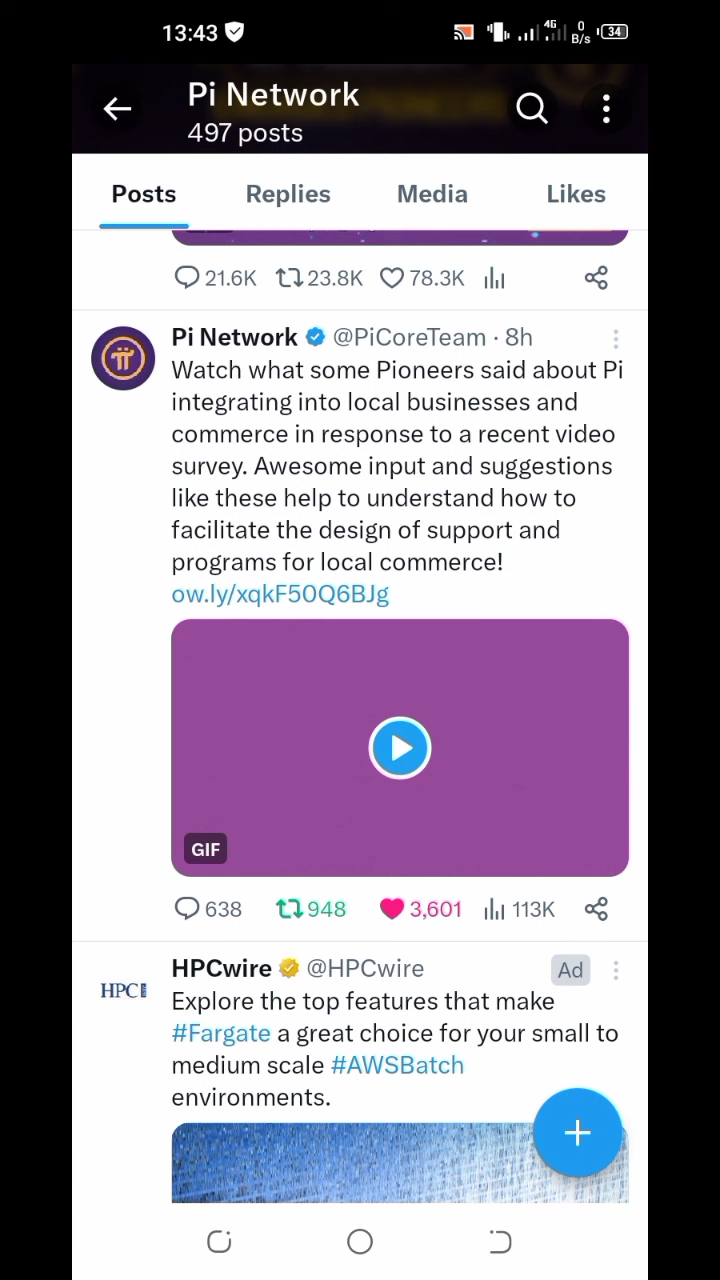 13:43 4G 0 B/s 34
Pi Network
497 posts
Posts Replies Media Likes
21.6K 23.8K 78.3K
Pi Network @PiCoreTeam · 8h
Watch what some Pioneers said about Pi
integrating into local businesses and
commerce in response to a recent video
survey. Awesome input and suggestions
like these help to understand how to
facilitate the design of support and
programs for local commerce!
ow.ly/xqkF50Q6BJg
GIF
638 948 3,601 113K
HPCwire @HPCwire Ad
HPC
Explore the top features that make
#Fargate a great choice for your small to
medium scale #AWSBatch
environments.